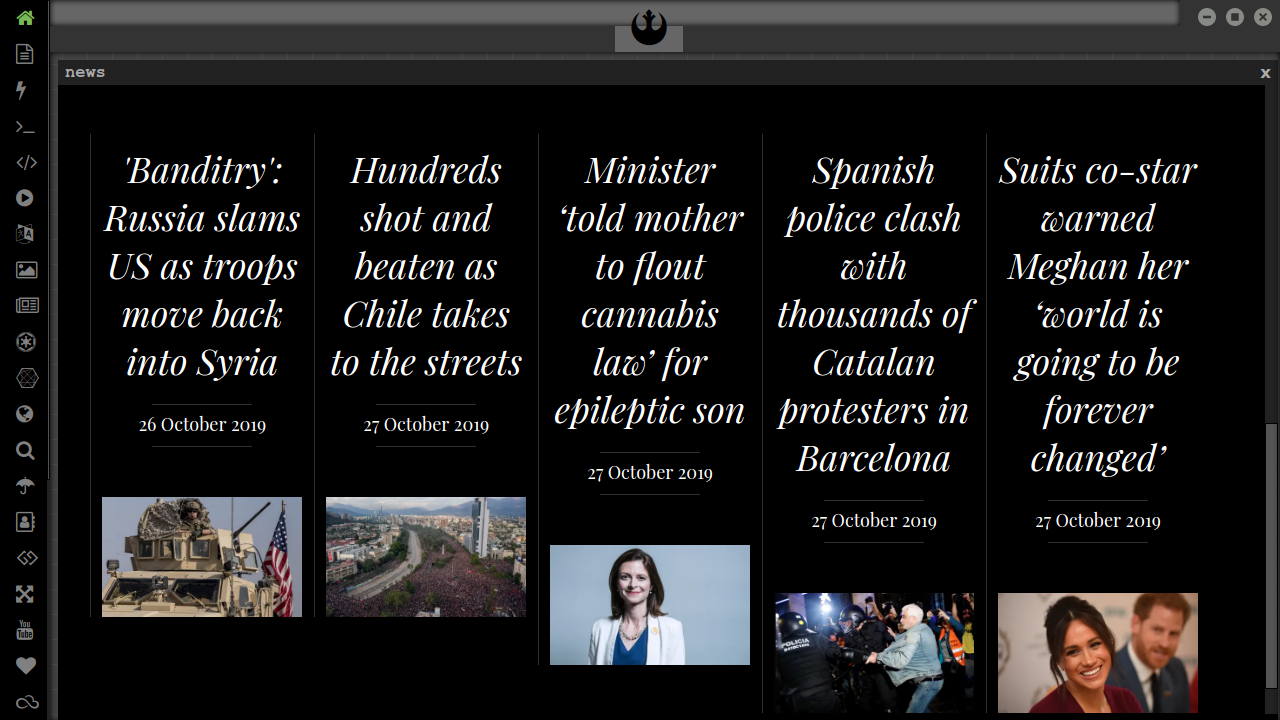 news
x
'Banditry':
Russia slams
US as troops
move back
into Syria
26 October 2019
Hundreds
shot and
beaten as
Chile takes
to the streets
27 October 2019
Minister
‘told mother
to flout
cannabis
law’ for
epileptic son
27 October 2019
Spanish
police clash
with
thousands of
Catalan
protesters in
Barcelona
27 October 2019
POLICIA
Suits co-star
warned
Meghan her
‘world is
going to be
forever
changed’
27 October 2019
You
Tube